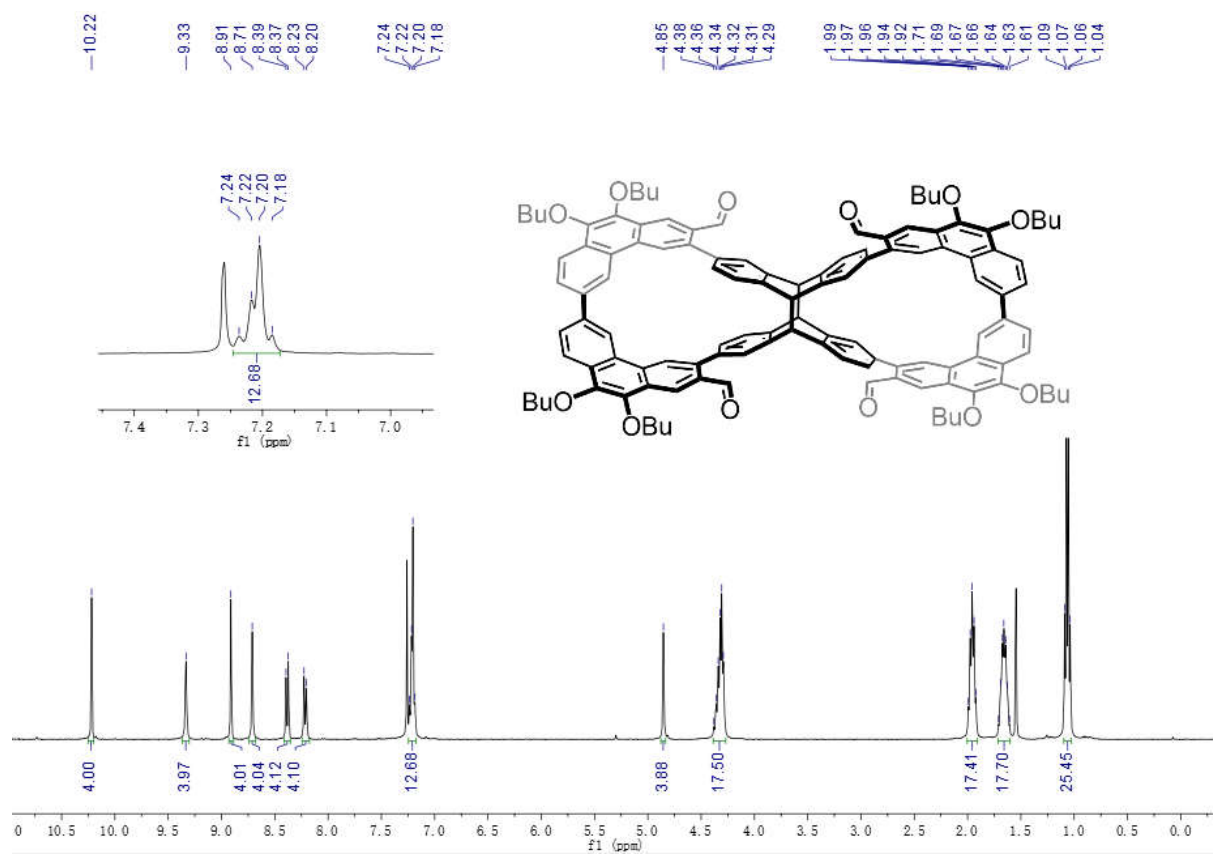 10.22 9.33 8.91 8.71 8.39 8.37 8.23 8.20 7.24 7.22 7.20 7.18 4.85 4.38 4.36 4.34 4.32 4.31 4.29 1.99 1.97 1.96 1.94 1.92 1.71 1.69 1.67 1.66 1.64 1.63 1.61 1.09 1.07 1.06 1.04
7.24 7.22 7.20 7.18
12.68
7.4 7.3 7.2 7.1 7.0
f1 (ppm)
OBu OBu BuO
BuO O O OBu
BuO O O OBu
OBu BuO
4.00 3.97 4.01 4.04 4.12 4.10 12.68 3.88 17.50 17.41 17.70 25.45
0 10.5 10.0 9.5 9.0 8.5 8.0 7.5 7.0 6.5 6.0 5.5 5.0 4.5 4.0 3.5 3.0 2.5 2.0 1.5 1.0 0.5 0.0
f1 (ppm)